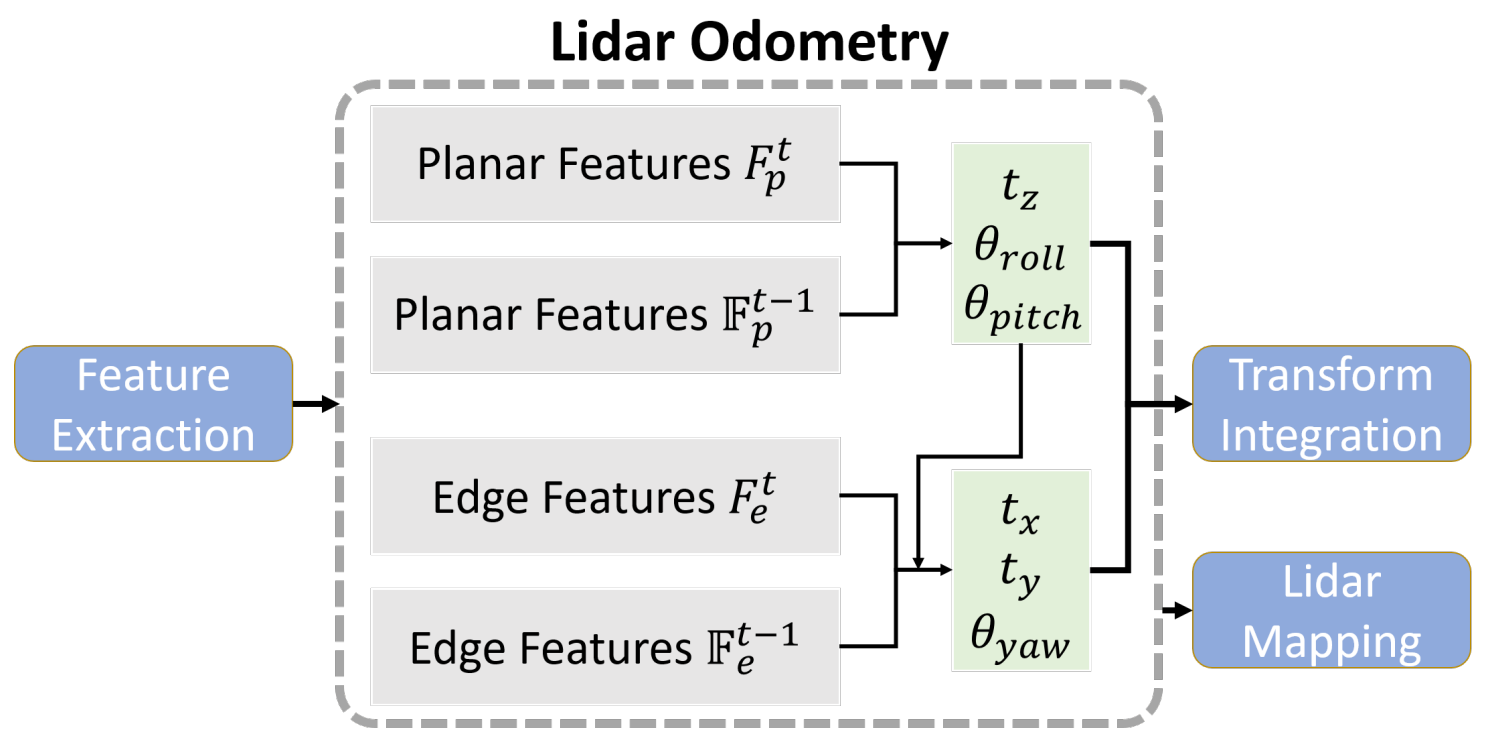 Lidar Odometry
Planar Features $F_p^t$
Planar Features $\mathbb{F}_p^{t-1}$
Edge Features $F_e^t$
Edge Features $\mathbb{F}_e^{t-1}$
$t_z$
$\theta_{roll}$
$\theta_{pitch}$
$t_x$
$t_y$
$\theta_{yaw}$
Feature
Extraction
Transform
Integration
Lidar
Mapping